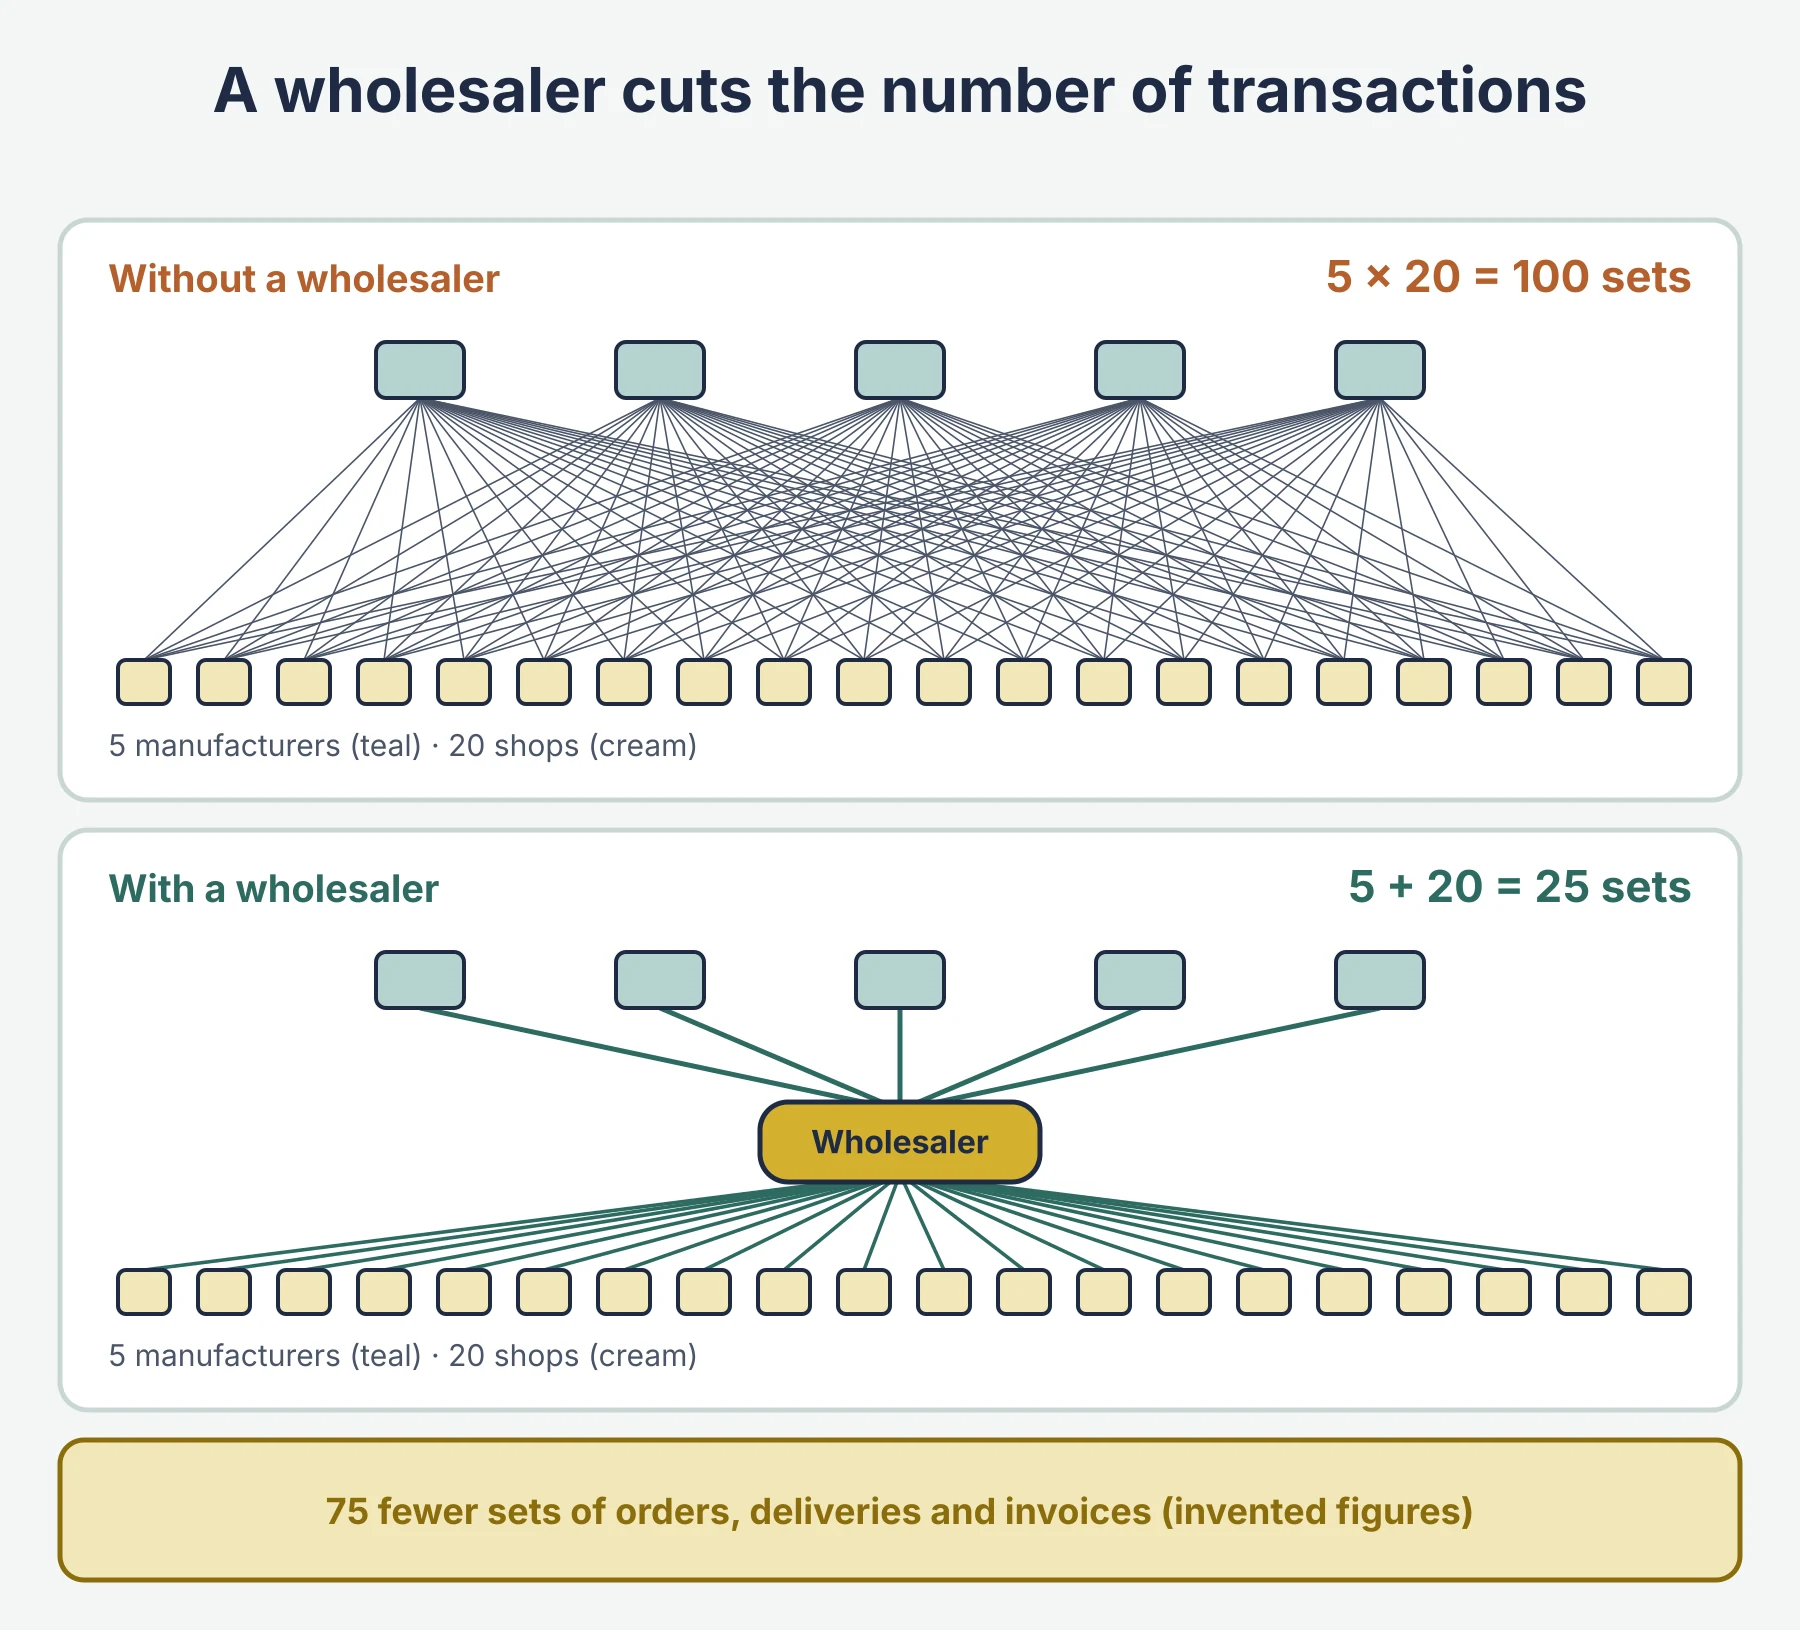 A wholesaler cuts the number of transactions
Without a wholesaler
5 × 20 = 100 sets
5 manufacturers (teal) · 20 shops (cream)
With a wholesaler
5 + 20 = 25 sets
Wholesaler
5 manufacturers (teal) · 20 shops (cream)
75 fewer sets of orders, deliveries and invoices (invented figures)